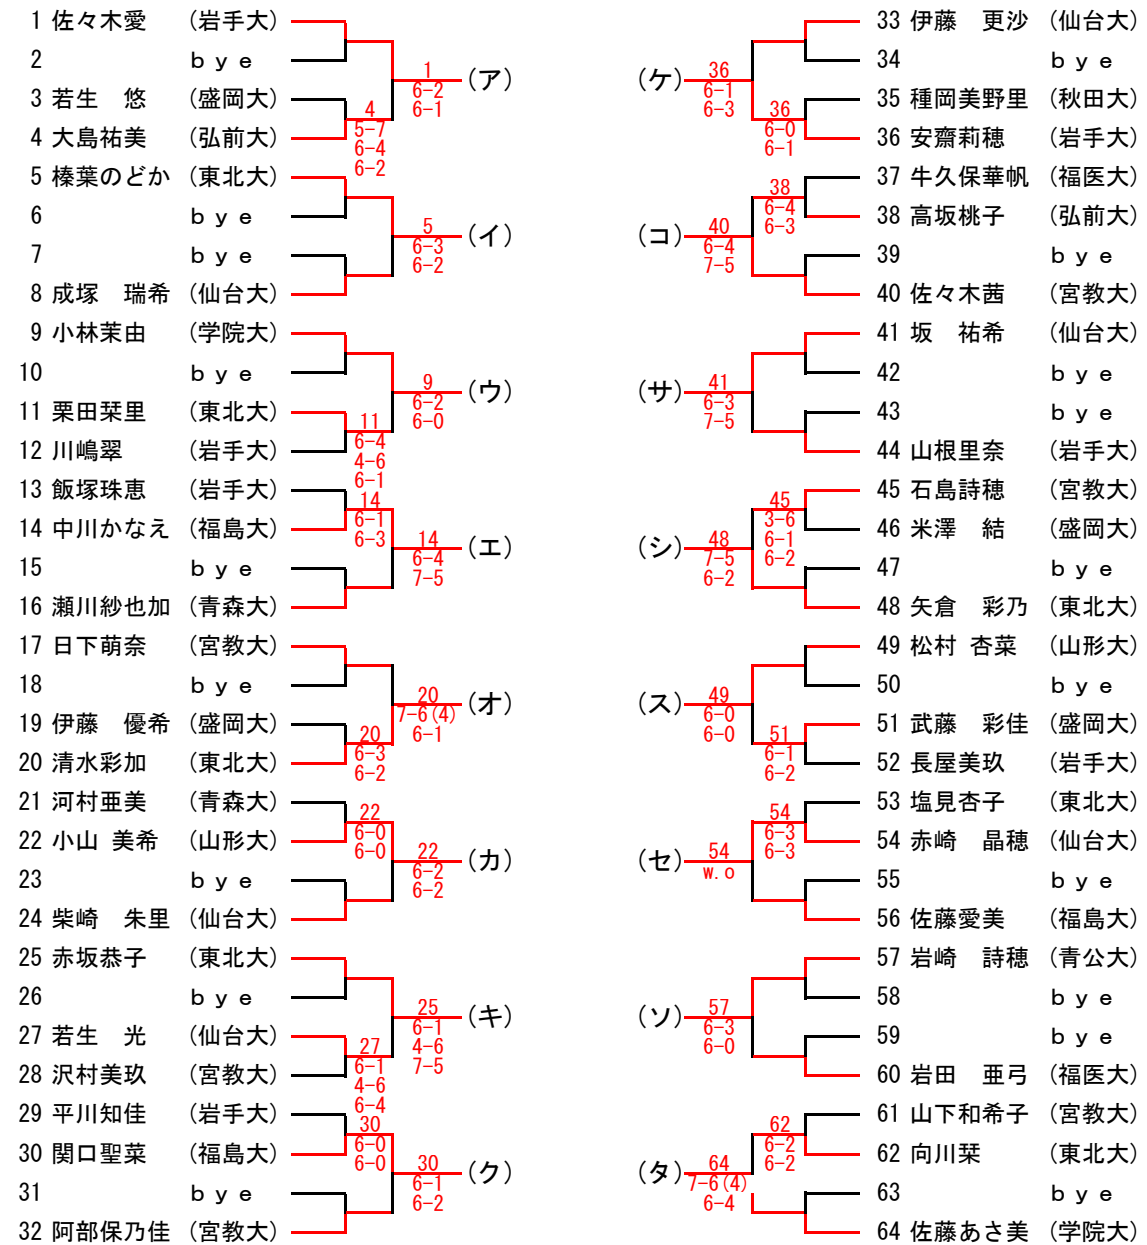 1 佐々木愛 (岩手大)
2 ｂｙｅ
1
(ア)
6-2
3 若生　悠 (盛岡大)
6-1
4
4 大島祐美 (弘前大)
5-7
6-4
6-2
5 榛葉のどか (東北大)
6 ｂｙｅ
5
(イ)
6-3
7 ｂｙｅ
6-2
8 成塚　瑞希 (仙台大)
9 小林茉由 (学院大)
10 ｂｙｅ
9
(ウ)
6-2
11 栗田栞里 (東北大)
6-0
11
12 川嶋翠 (岩手大)
6-4
4-6
6-1
13 飯塚珠恵 (岩手大)
14
14 中川かなえ (福島大)
6-1
6-3
14
(エ)
6-4
15 ｂｙｅ
7-5
16 瀬川紗也加 (青森大)
17 日下萌奈 (宮教大)
18 ｂｙｅ
20
(オ)
7-6(4)
19 伊藤　優希 (盛岡大)
6-1
20
20 清水彩加 (東北大)
6-3
6-2
21 河村亜美 (青森大)
22
22 小山 美希 (山形大)
6-0
6-0
22
(カ)
6-2
23 ｂｙｅ
6-2
24 柴崎　朱里 (仙台大)
25 赤坂恭子 (東北大)
26 ｂｙｅ
25
(キ)
6-1
27 若生　光 (仙台大)
4-6
7-5
27
28 沢村美玖 (宮教大)
6-1
4-6
6-4
29 平川知佳 (岩手大)
30
30 関口聖菜 (福島大)
6-0
6-0
30
(ク)
6-1
31 ｂｙｅ
6-2
32 阿部保乃佳 (宮教大)
33 伊藤　更沙 (仙台大)
34 ｂｙｅ
(ケ)
36
6-1
6-3
35 種岡美野里 (秋田大)
36
36 安齋莉穂 (岩手大)
6-0
6-1
37 牛久保華帆 (福医大)
38
38 高坂桃子 (弘前大)
6-4
6-3
(コ)
40
6-4
7-5
39 ｂｙｅ
40 佐々木茜 (宮教大)
41 坂　祐希 (仙台大)
42 ｂｙｅ
(サ)
41
6-3
7-5
43 ｂｙｅ
44 山根里奈 (岩手大)
45 石島詩穂 (宮教大)
45
46 米澤　結 (盛岡大)
3-6
6-1
6-2
(シ)
48
7-5
6-2
47 ｂｙｅ
48 矢倉　彩乃 (東北大)
49 松村 杏菜 (山形大)
50 ｂｙｅ
(ス)
49
6-0
6-0
51 武藤　彩佳 (盛岡大)
51
52 長屋美玖 (岩手大)
6-1
6-2
53 塩見杏子 (東北大)
54
54 赤崎　晶穂 (仙台大)
6-3
6-3
(セ)
54
w.o
55 ｂｙｅ
56 佐藤愛美 (福島大)
57 岩崎　詩穂 (青公大)
58 ｂｙｅ
(ソ)
57
6-3
6-0
59 ｂｙｅ
60 岩田　亜弓 (福医大)
61 山下和希子 (宮教大)
62
62 向川栞 (東北大)
6-2
6-2
(タ)
64
7-6(4)
6-4
63 ｂｙｅ
64 佐藤あさ美 (学院大)